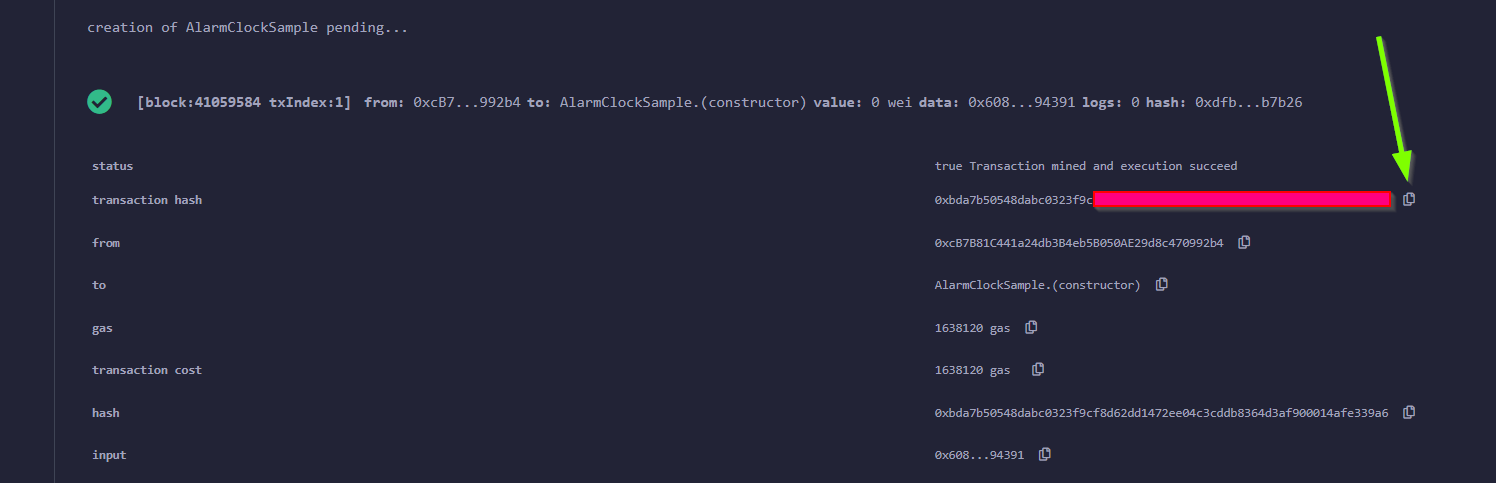 creation of AlarmClockSample pending...
[block:41059584 txIndex:1] from: 0xcB7...992b4 to: AlarmClockSample.(constructor) value: 0 wei data: 0x608...94391 logs: 0 hash: 0xdfb...b7b26
status true Transaction mined and execution succeed
transaction hash 0xbda7b50548dabc0323f9c
from 0xcB7B81C441a24db3B4eb5B050AE29d8c470992b4
to AlarmClockSample.(constructor)
gas 1638120 gas
transaction cost 1638120 gas
hash 0xbda7b50548dabc0323f9cf8d62dd1472ee04c3cddb8364d3af900014afe339a6
input 0x608...94391